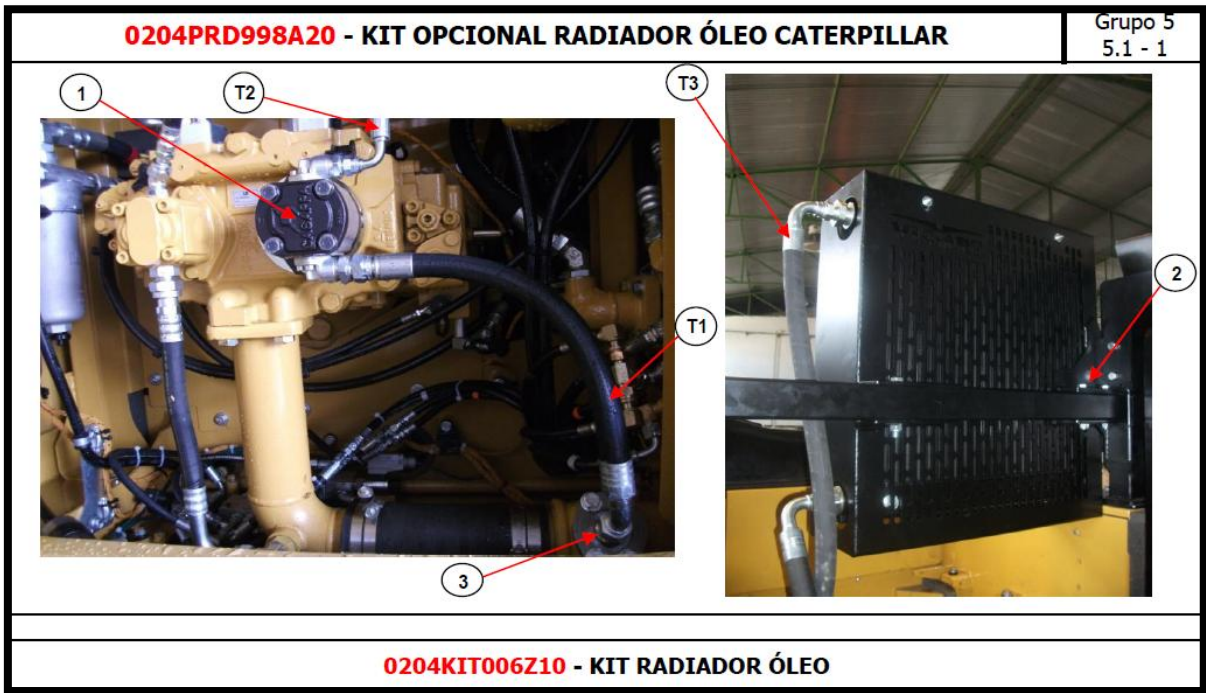 0204PRD998A20 - KIT OPCIONAL RADIADOR ÓLEO CATERPILLAR
Grupo 5
5.1 - 1
1
T2
T3
2
T1
3
0204KIT006Z10 - KIT RADIADOR ÓLEO